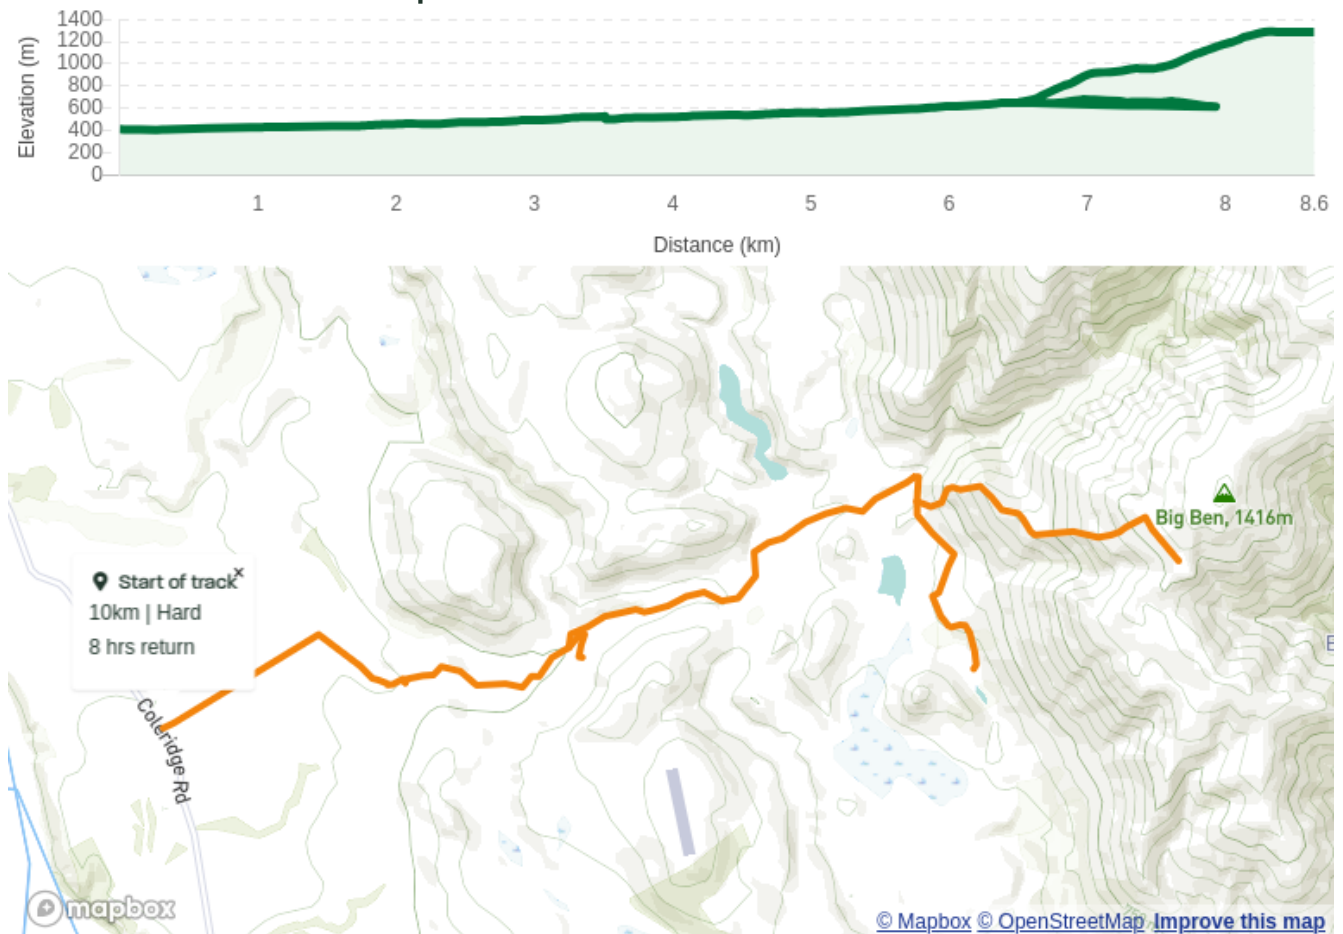 1400
1200
1000
800
600
400
200
0
Elevation (m)
1 2 3 4 5 6 7 8 8.6
Distance (km)
Big Ben, 1416m
Start of track ×
10km | Hard
8 hrs return
Coleridge Rd
E
mapbox
© Mapbox © OpenStreetMap Improve this map